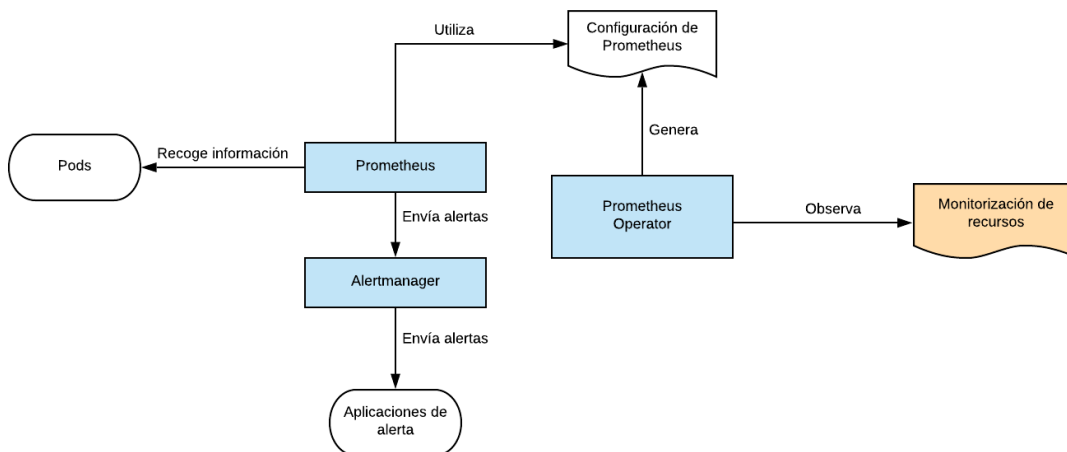 Utiliza
Configuración de
Prometheus
Genera
Pods
Recoge información
Prometheus
Envía alertas
Prometheus
Operator
Observa
Monitorización de
recursos
Alertmanager
Envía alertas
Aplicaciones de
alerta